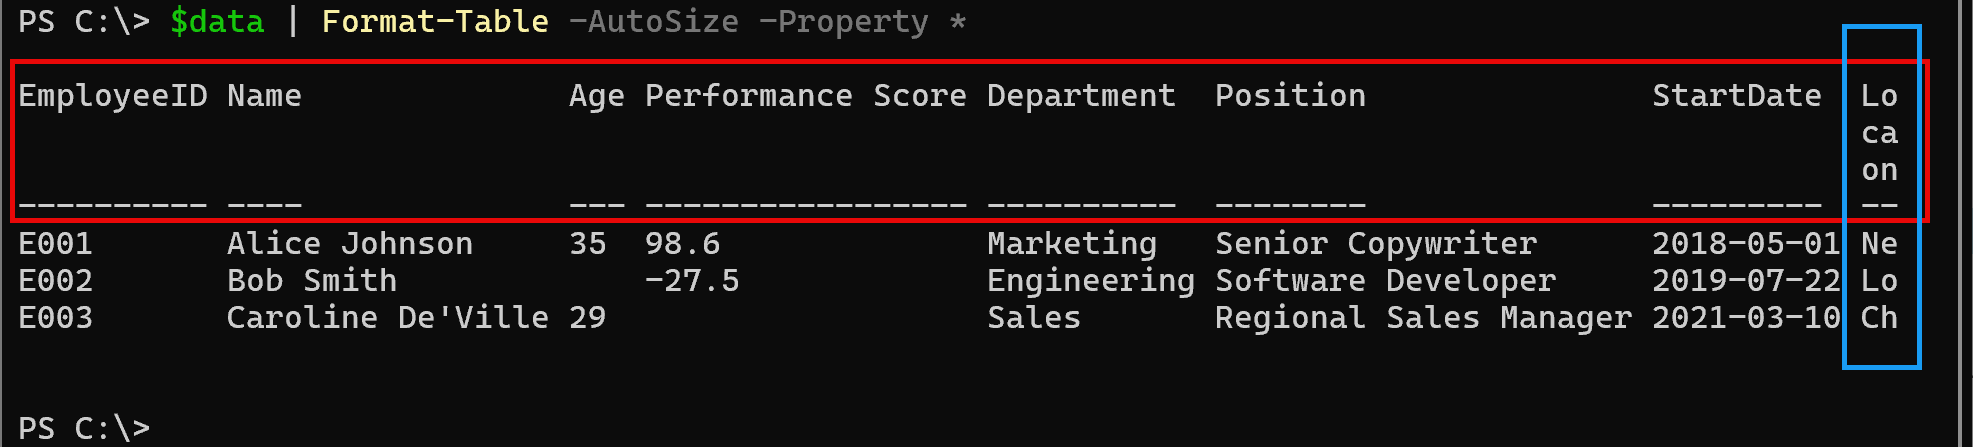 PS C:\> $data | Format-Table -AutoSize -Property *
EmployeeID Name Age Performance Score Department Position StartDate Lo
ca
on
---------- ---- --- ----------------- ---------- -------- --------- --
E001 Alice Johnson 35 98.6 Marketing Senior Copywriter 2018-05-01 Ne
E002 Bob Smith -27.5 Engineering Software Developer 2019-07-22 Lo
E003 Caroline De'Ville 29 Sales Regional Sales Manager 2021-03-10 Ch
PS C:\>